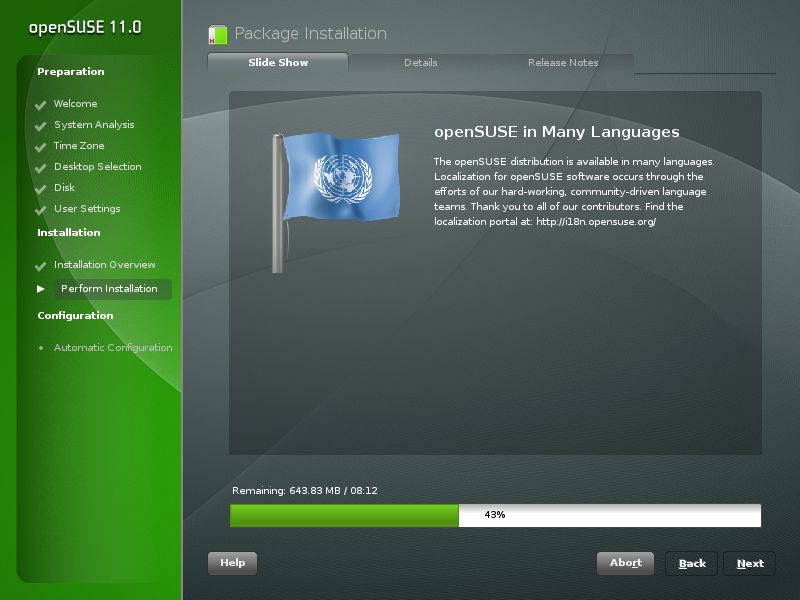 openSUSE 11.0
Preparation
Welcome
System Analysis
Time Zone
Desktop Selection
Disk
User Settings
Installation
Installation Overview
Perform Installation
Configuration
Automatic Configuration
Package Installation
Slide Show
Details
Release Notes
openSUSE in Many Languages
The openSUSE distribution is available in many languages.
Localization for openSUSE software occurs through the
efforts of our hard-working, community-driven language
teams. Thank you to all of our contributors. Find the
localization portal at: http://i18n.opensuse.org/
Remaining: 643.83 MB / 08:12
43%
Help
Abort
Back
Next